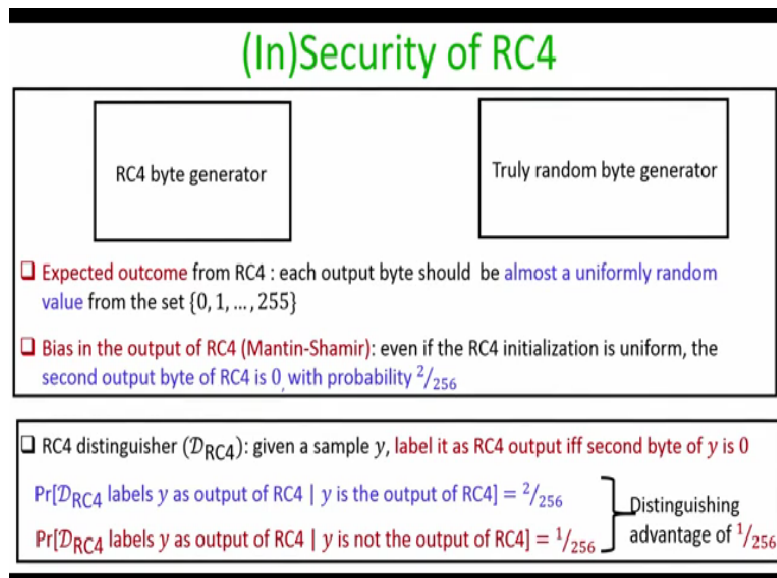 (In)Security of RC4
RC4 byte generator
Truly random byte generator
❑ Expected outcome from RC4 : each output byte should be almost a uniformly random
value from the set {0, 1, ..., 255}
❑ Bias in the output of RC4 (Mantin-Shamir): even if the RC4 initialization is uniform, the
second output byte of RC4 is 0, with probability 2/256
❑ RC4 distinguisher (𝒟RC4): given a sample y, label it as RC4 output iff second byte of y is 0
Pr[𝒟RC4 labels y as output of RC4 | y is the output of RC4] = 2/256
Pr[𝒟RC4 labels y as output of RC4 | y is not the output of RC4] = 1/256
Distinguishing
advantage of 1/256